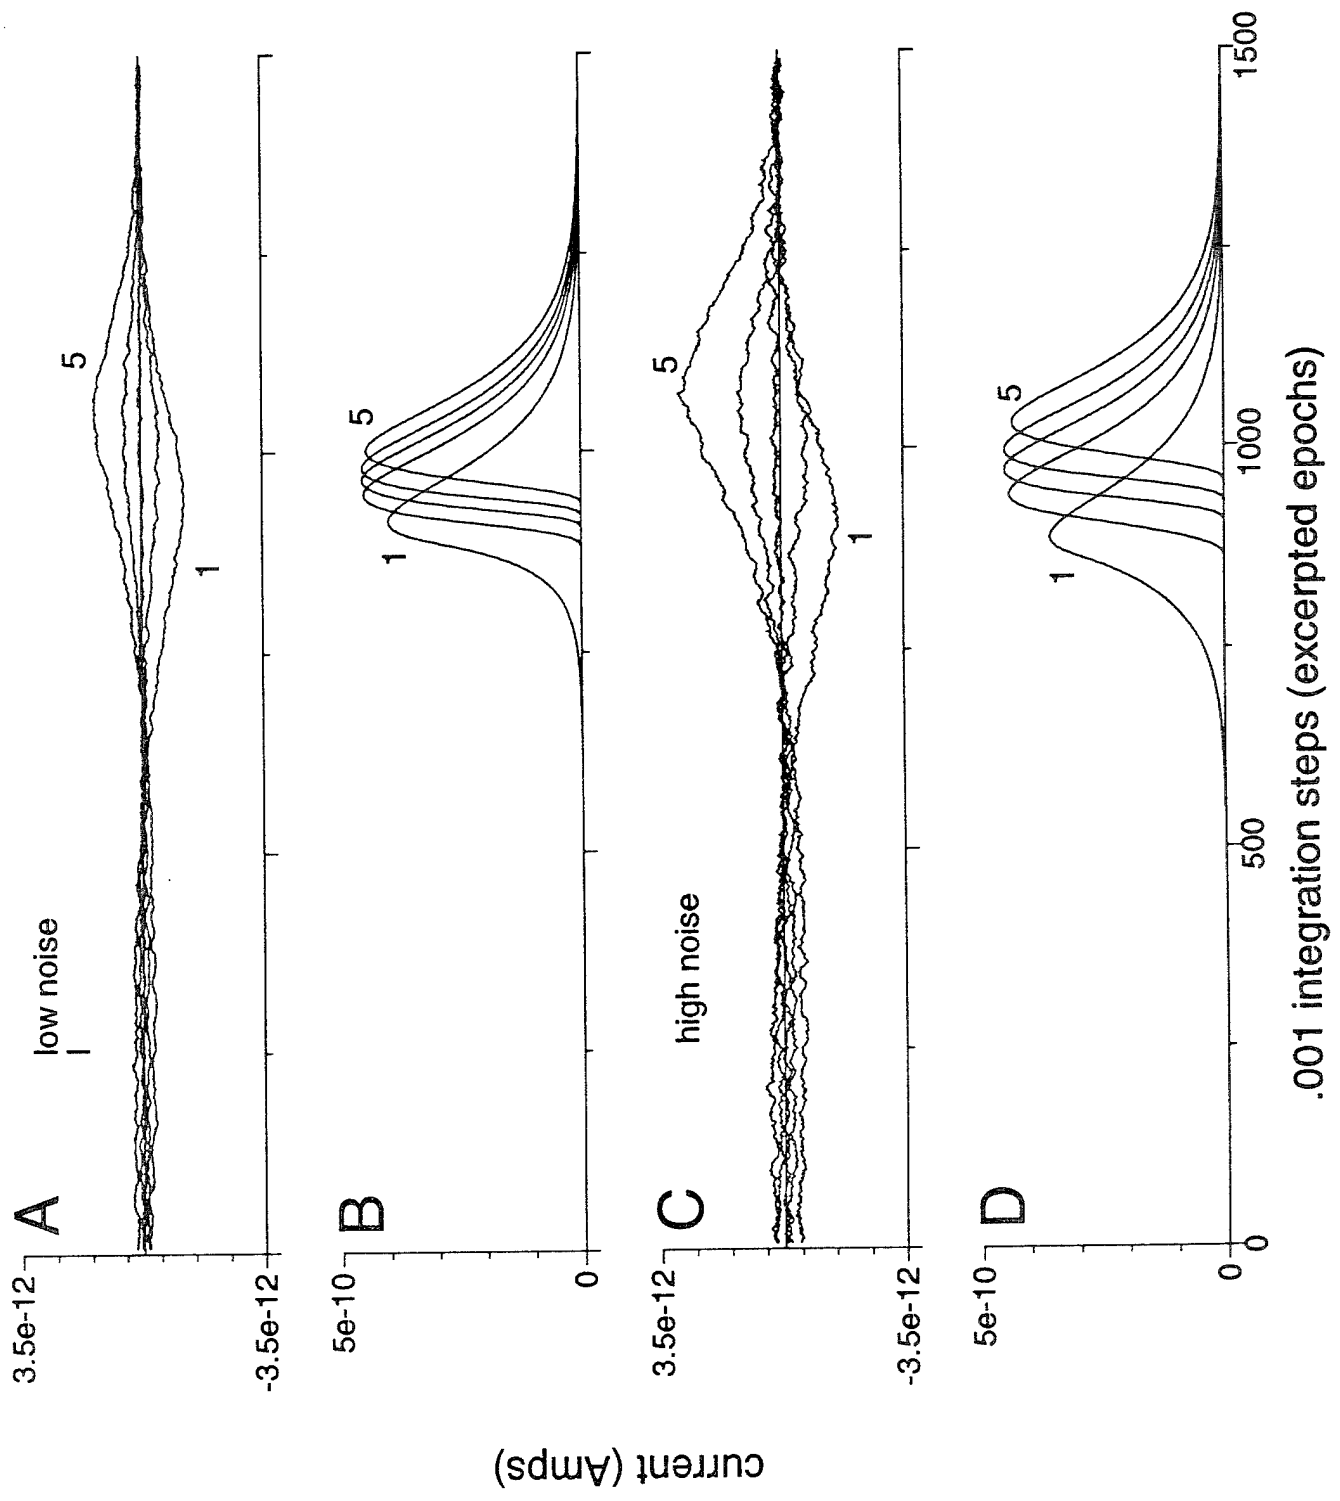 A
low noise
3.5e-12
-3.5e-12
5
1
B
5e-10
0
5
1
C
high noise
3.5e-12
-3.5e-12
5
1
D
5e-10
0
5
1
0
500
1000
1500
.001 integration steps (excerpted epochs)
current (Amps)